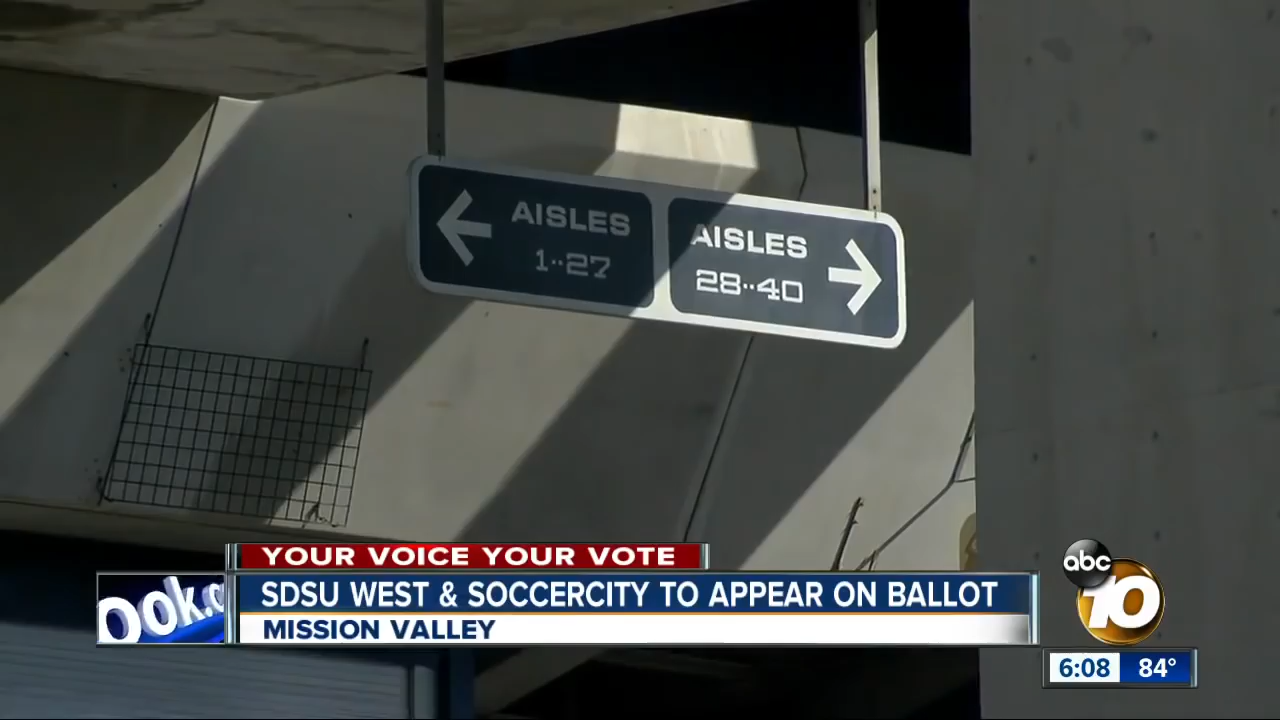 AISLES
1··27
AISLES
28··40
YOUR VOICE YOUR VOTE
SDSU WEST & SOCCERCITY TO APPEAR ON BALLOT
MISSION VALLEY
abc
10
6:08 84°